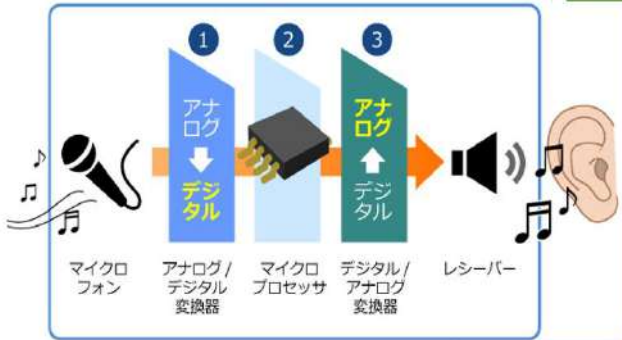 1
2
3
アナ
ログ
デジ
タル
アナ
ログ
デジ
タル
マイクロ
フォン
アナログ /
デジタル
変換器
マイクロ
プロセッサ
デジタル /
アナログ
変換器
レシーバー